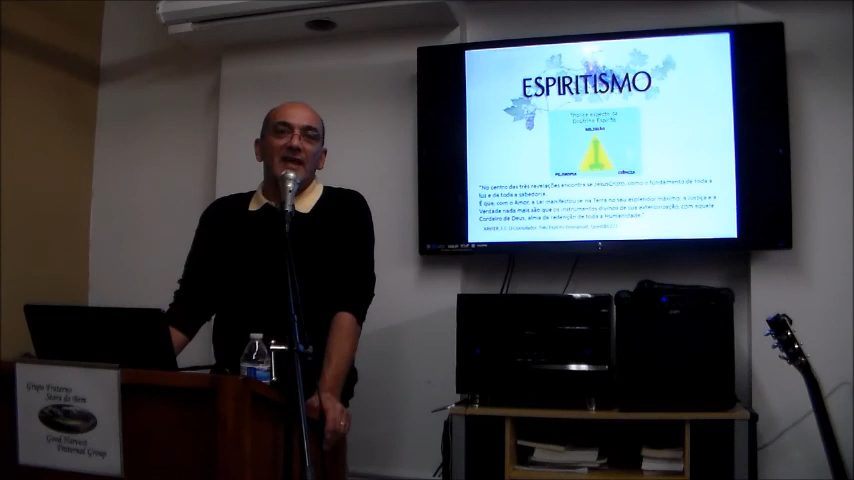 ESPIRITISMO
Tríplice aspecto da
Doutrina Espírita
RELIGIÃO
FILOSOFIA CIÊNCIA
"No centro das três revelações encontra-se Jesus-Cristo, como o fundamento de toda a
luz e de toda a sabedoria.
É que, com o Amor, a Lei manifestou-se na Terra no seu esplendor máximo; a Justiça e a
Verdade nada mais são que os instrumentos divinos de sua exteriorização, com aquele
Cordeiro de Deus, alma da redenção de toda a Humanidade."
Grupo Fraterno
Seara do Bem
Good Harvest
Fraternal Group